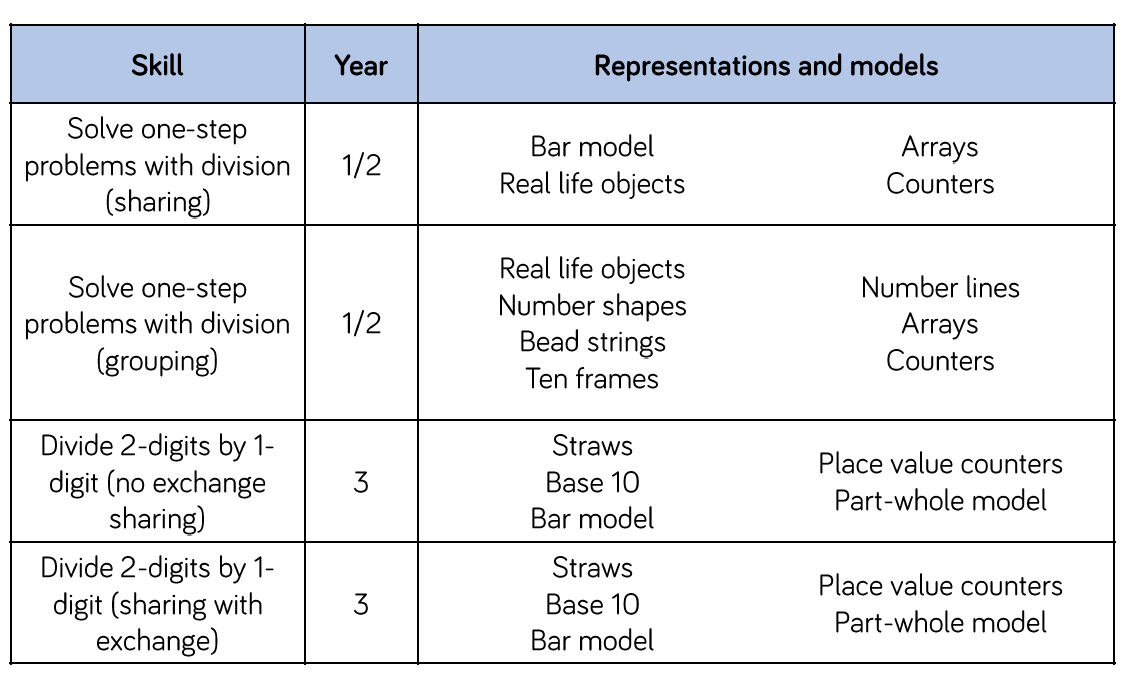 Skill Year Representations and models
Solve one-step
problems with division
(sharing)
1/2
Bar model
Real life objects
Arrays
Counters
Solve one-step
problems with division
(grouping)
1/2
Real life objects
Number shapes
Bead strings
Ten frames
Number lines
Arrays
Counters
Divide 2-digits by 1-
digit (no exchange
sharing)
3
Straws
Base 10
Bar model
Place value counters
Part-whole model
Divide 2-digits by 1-
digit (sharing with
exchange)
3
Straws
Base 10
Bar model
Place value counters
Part-whole model